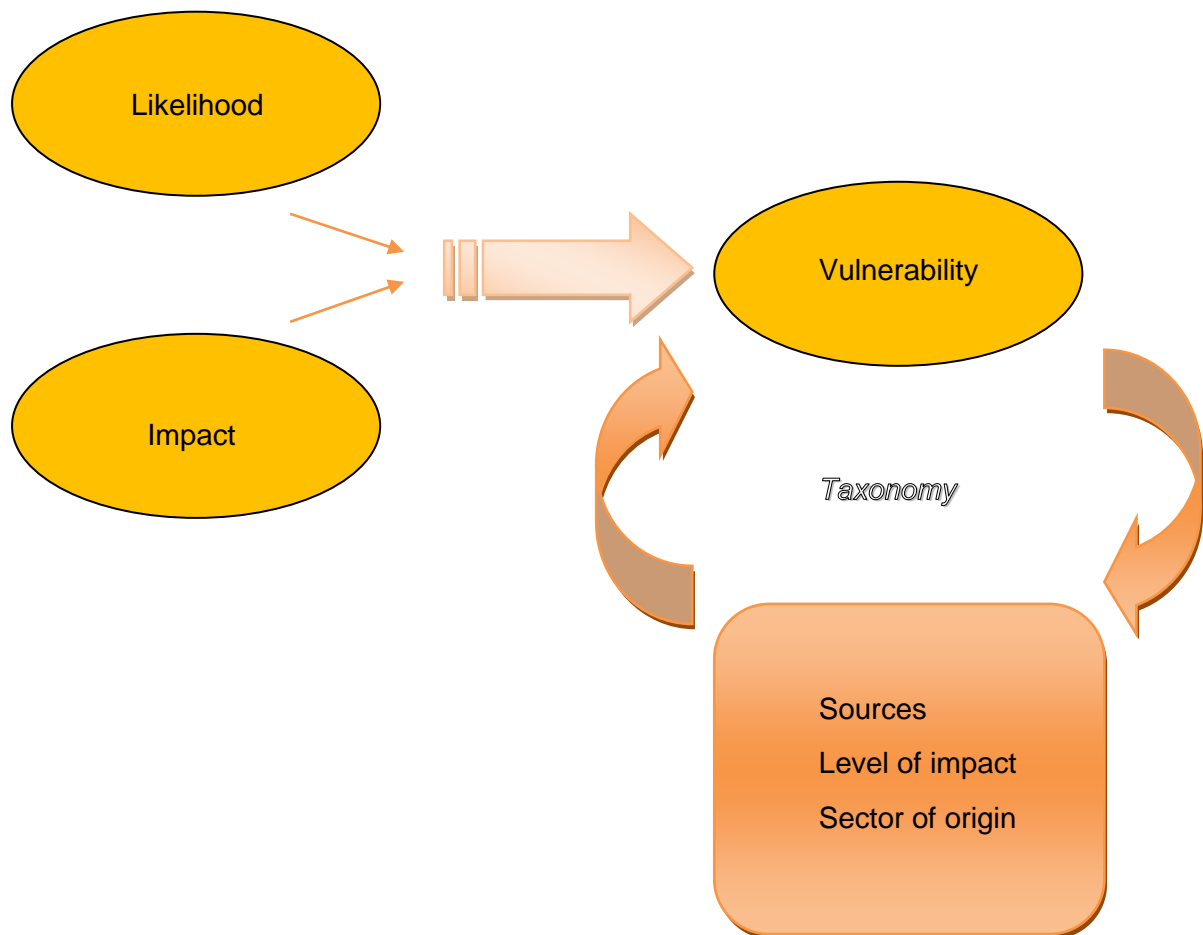 Likelihood
Vulnerability
Impact
Taxonomy
Sources
Level of impact
Sector of origin